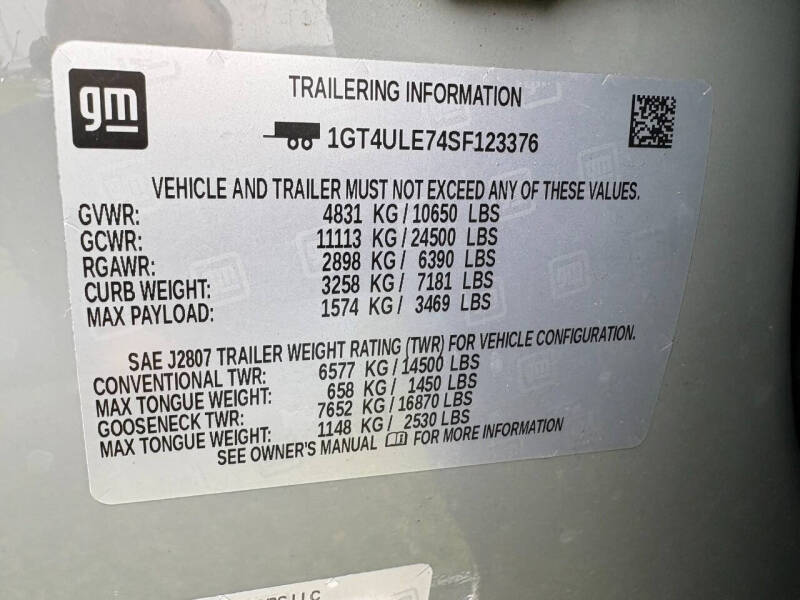 gm
TRAILERING INFORMATION
1GT4ULE74SF123376
VEHICLE AND TRAILER MUST NOT EXCEED ANY OF THESE VALUES.
GVWR: 4831 KG/10650 LBS
GCWR: 11113 KG/24500 LBS
RGAWR: 2898 KG/ 6390 LBS
CURB WEIGHT: 3258 KG/ 7181 LBS
MAX PAYLOAD: 1574 KG/ 3469 LBS
SAE J2807 TRAILER WEIGHT RATING (TWR) FOR VEHICLE CONFIGURATION.
CONVENTIONAL TWR: 6577 KG/14500 LBS
MAX TONGUE WEIGHT: 658 KG/ 1450 LBS
GOOSENECK TWR: 7652 KG/16870 LBS
MAX TONGUE WEIGHT: 1148 KG/ 2530 LBS
SEE OWNER'S MANUAL FOR MORE INFORMATION
LLC